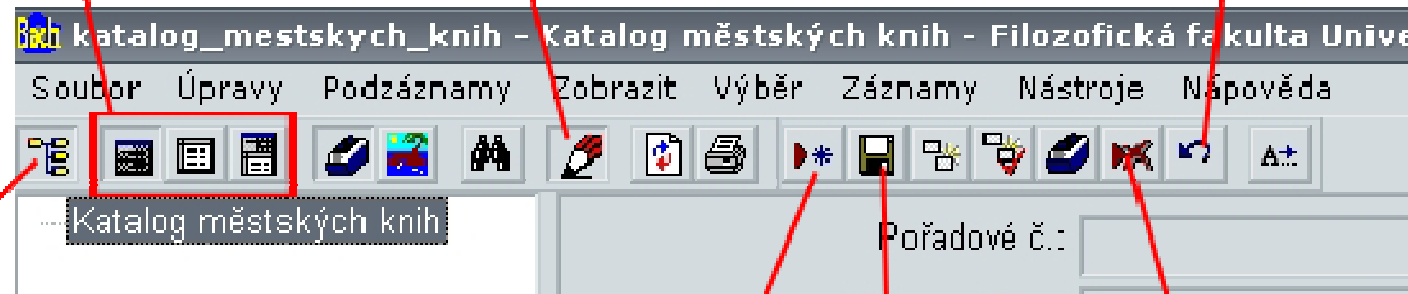 Bach katalog_mestskych_knih - Katalog městských knih - Filozofická fakulta Unive
Soubor Úpravy Podzáznamy Zobrazit Výběr Záznamy Nástroje Nápověda
A
Katalog městských knih
Pořadové č.: